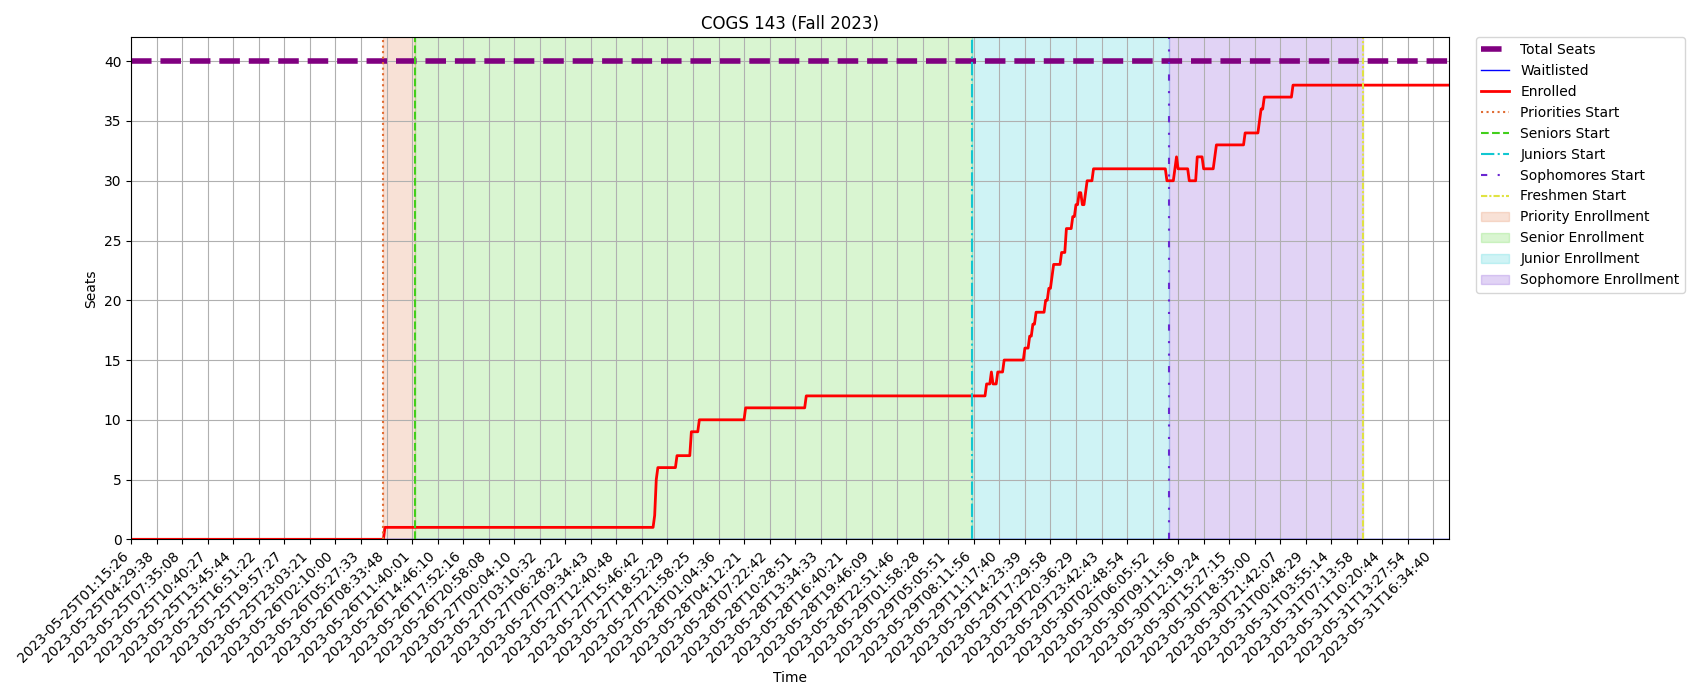 COGS 143 (Fall 2023)
Seats
40
35
30
25
20
15
10
5
0
2023-05-25T01:15:26
2023-05-25T04:29:38
2023-05-25T07:35:08
2023-05-25T10:40:27
2023-05-25T13:45:44
2023-05-25T16:51:22
2023-05-25T19:57:27
2023-05-25T23:03:21
2023-05-26T02:10:00
2023-05-26T05:27:33
2023-05-26T08:33:48
2023-05-26T11:40:01
2023-05-26T14:46:10
2023-05-26T17:52:16
2023-05-26T20:58:08
2023-05-27T00:04:10
2023-05-27T03:10:32
2023-05-27T06:28:22
2023-05-27T09:34:43
2023-05-27T12:40:48
2023-05-27T15:46:42
2023-05-27T18:52:29
2023-05-27T21:58:25
2023-05-28T01:04:36
2023-05-28T04:12:21
2023-05-28T07:22:42
2023-05-28T10:28:51
2023-05-28T13:34:33
2023-05-28T16:40:21
2023-05-28T19:46:09
2023-05-28T22:51:46
2023-05-29T01:58:28
2023-05-29T05:05:51
2023-05-29T08:11:56
2023-05-29T11:17:40
2023-05-29T14:23:39
2023-05-29T17:29:58
2023-05-29T20:36:29
2023-05-29T23:42:43
2023-05-30T02:48:54
2023-05-30T06:05:52
2023-05-30T09:11:56
2023-05-30T12:19:24
2023-05-30T15:27:15
2023-05-30T18:35:00
2023-05-30T21:42:07
2023-05-31T00:48:29
2023-05-31T03:55:14
2023-05-31T07:13:58
2023-05-31T10:20:44
2023-05-31T13:27:54
2023-05-31T16:34:40
Time
Total Seats
Waitlisted
Enrolled
Priorities Start
Seniors Start
Juniors Start
Sophomores Start
Freshmen Start
Priority Enrollment
Senior Enrollment
Junior Enrollment
Sophomore Enrollment